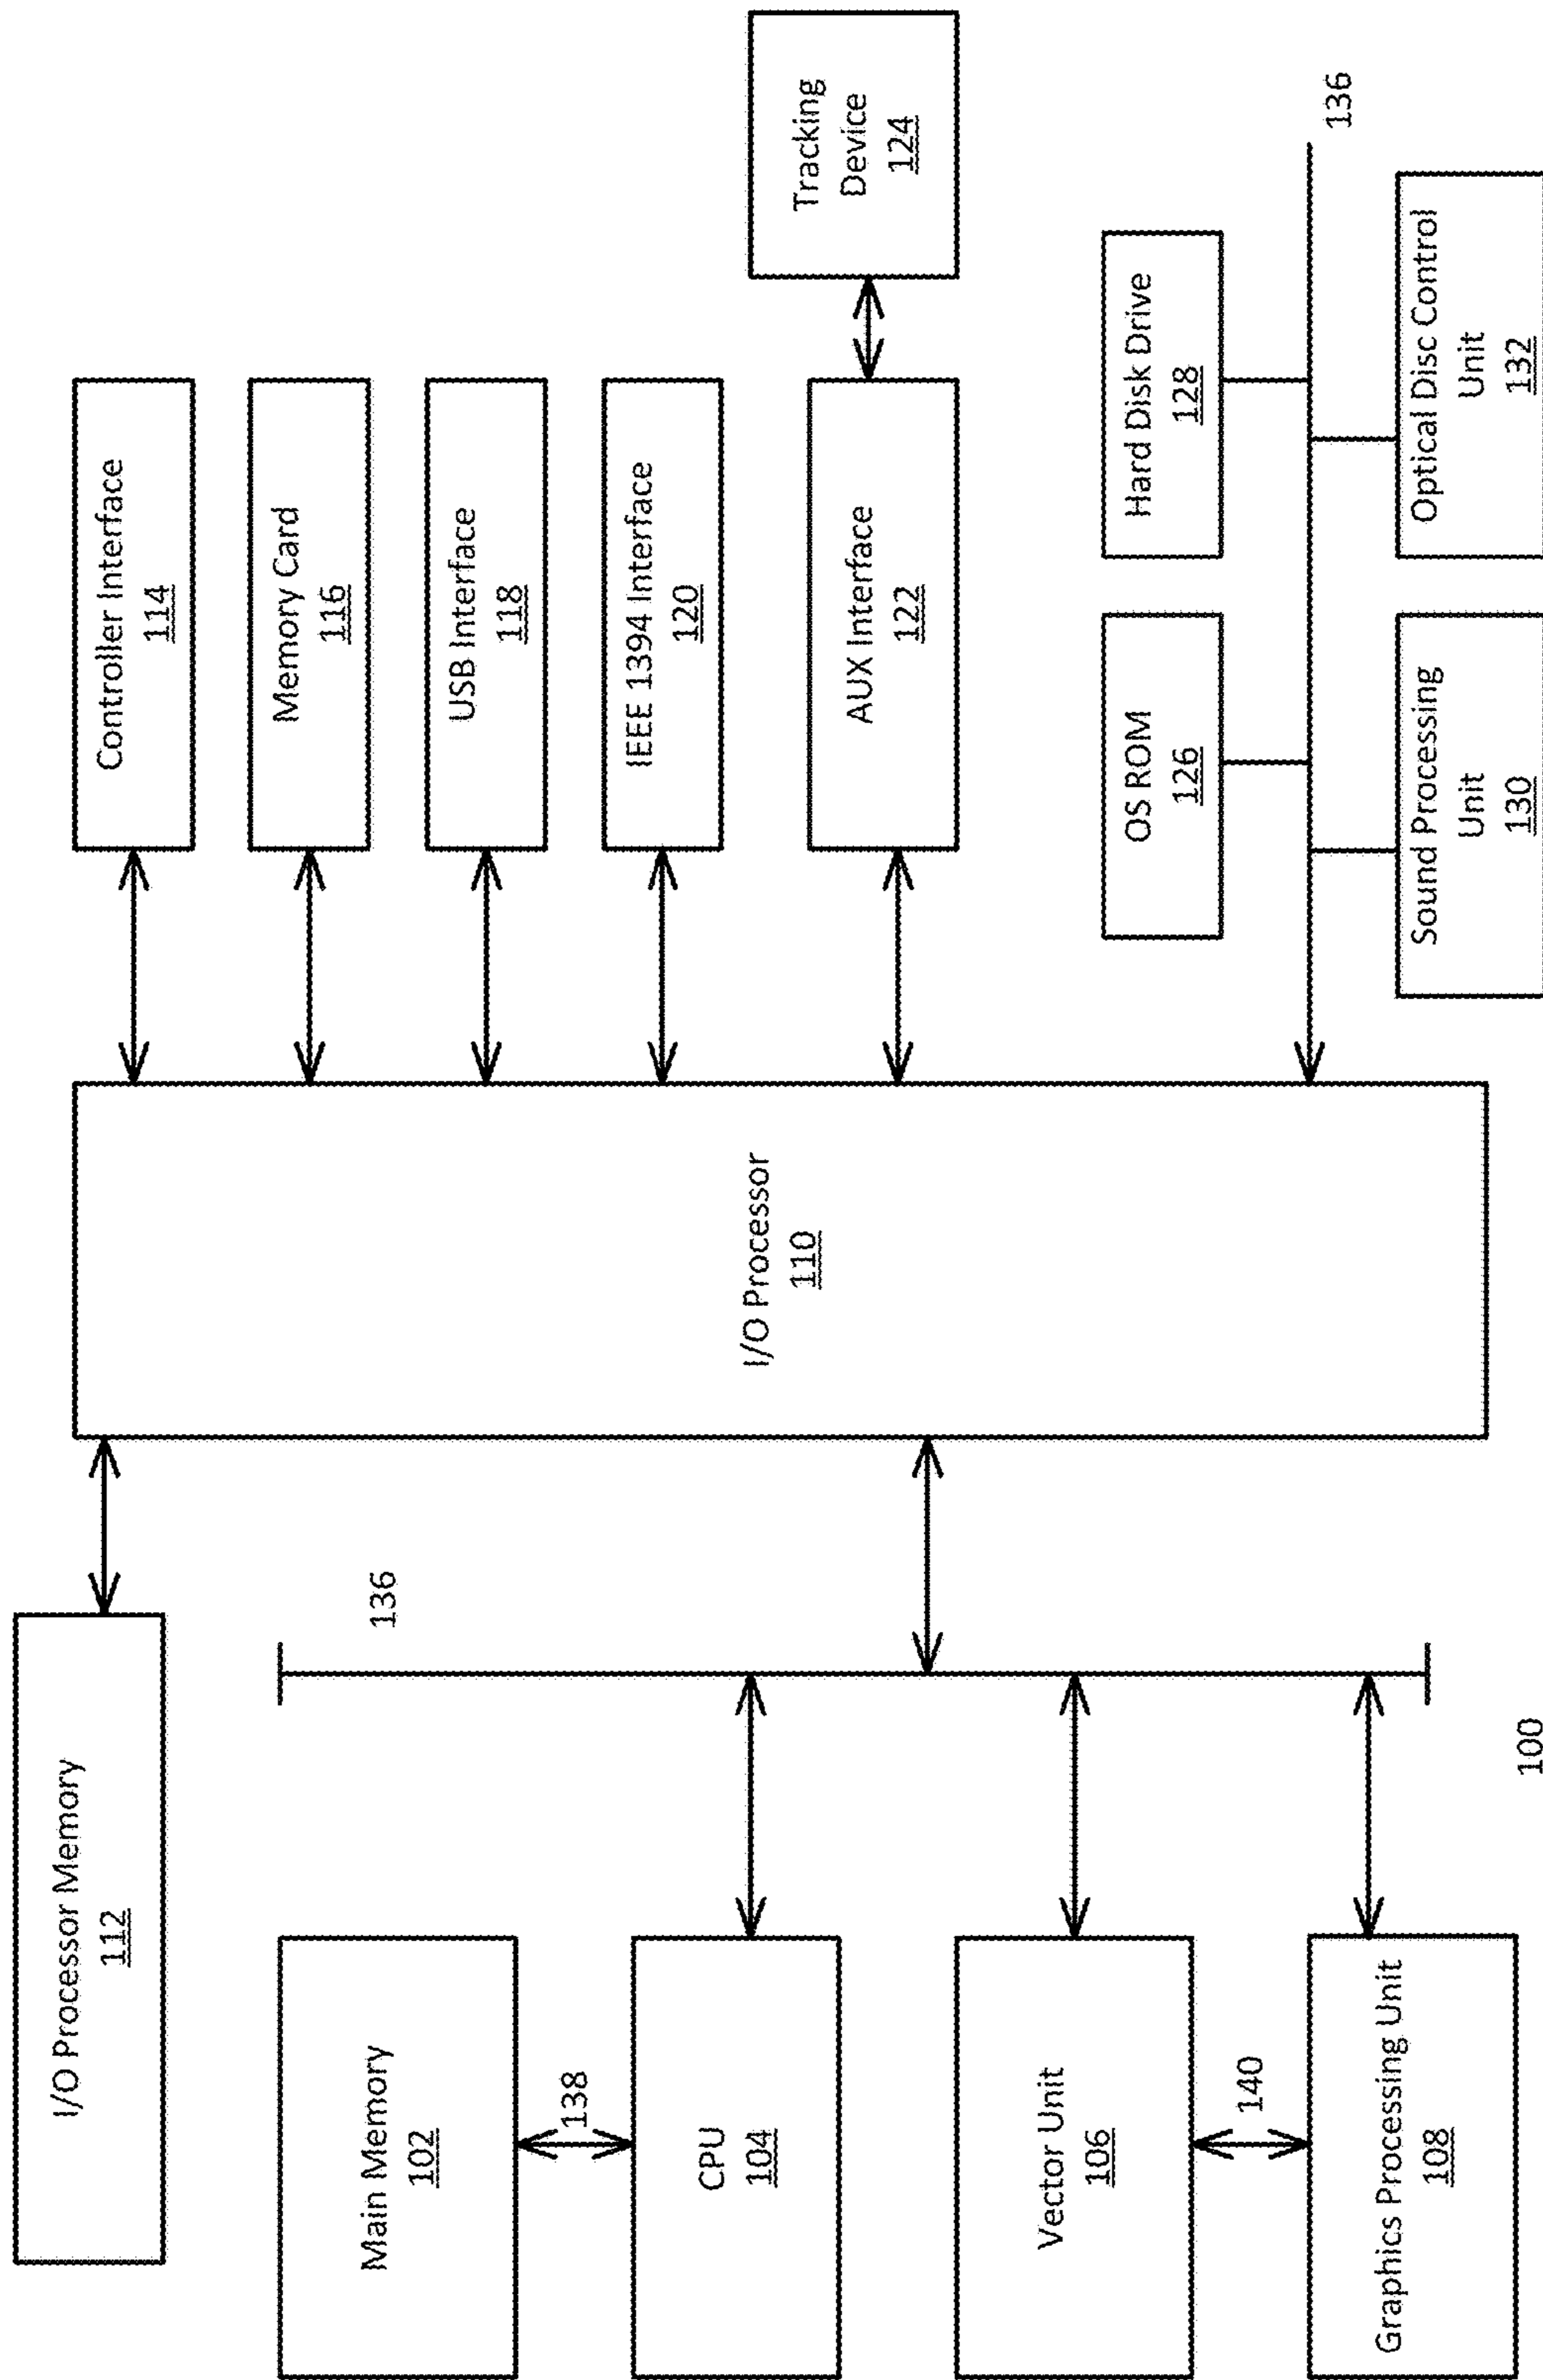 I/O Processor Memory
112
Main Memory
102
138
CPU
104
Vector Unit
106
140
Graphics Processing Unit
108
136
100
I/O Processor
110
Controller Interface
114
Memory Card
116
USB Interface
118
IEEE 1394 Interface
120
AUX Interface
122
Tracking
Device
124
OS ROM
126
Hard Disk Drive
128
136
Sound Processing
Unit
130
Optical Disc Control
Unit
132